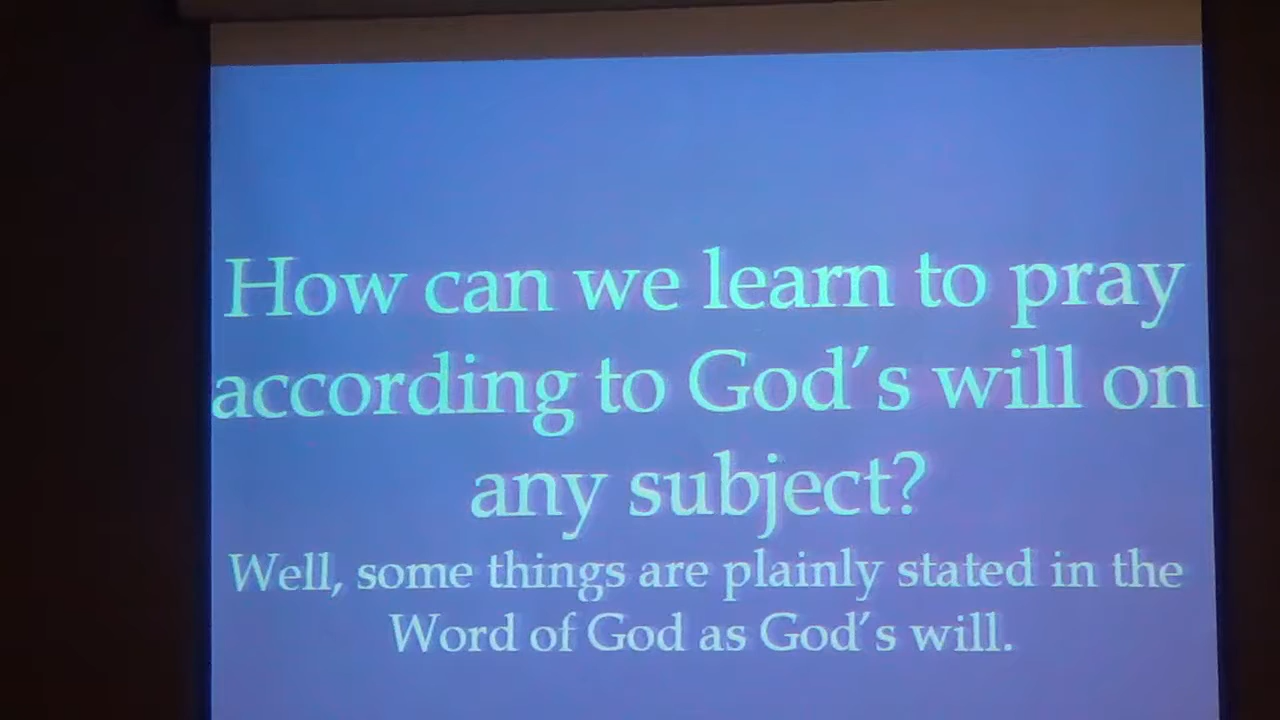 How can we learn to pray
according to God's will on
any subject?
Well, some things are plainly stated in the
Word of God as God's will.